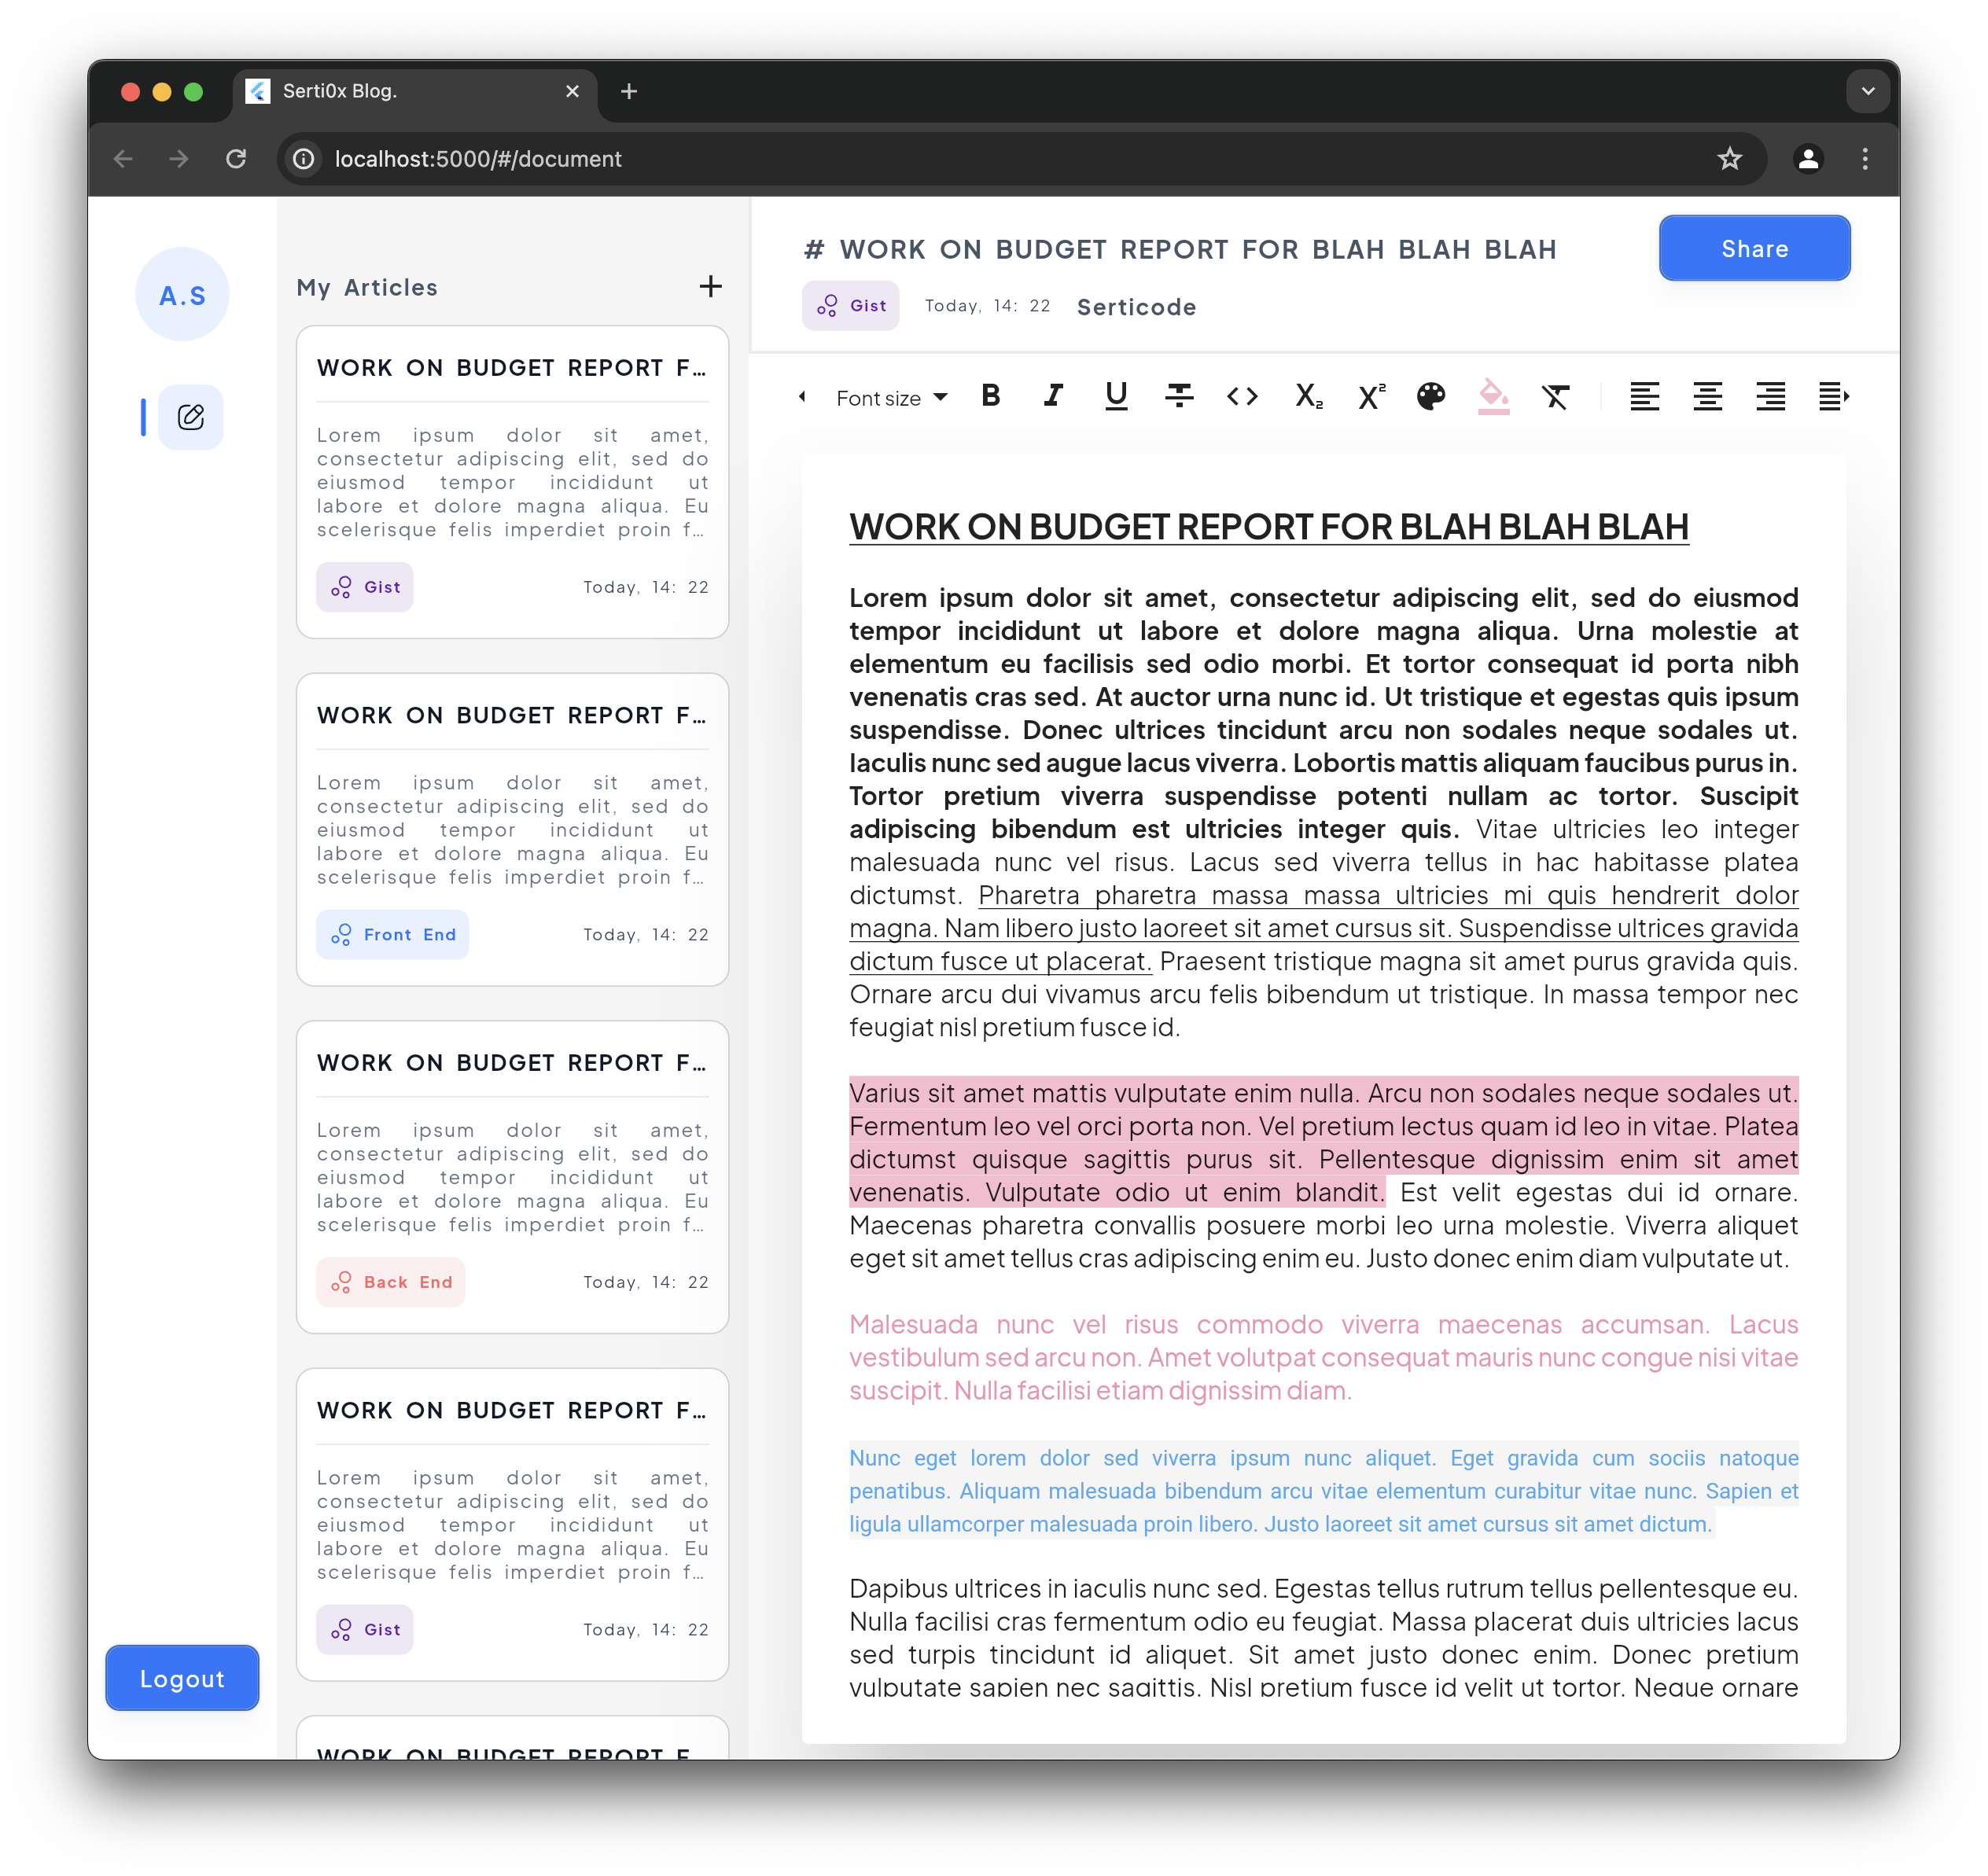 Serti0x Blog.
localhost:5000/#/document
A.S
Logout
My Articles
WORK ON BUDGET REPORT F…
Lorem ipsum dolor sit amet,
consectetur adipiscing elit, sed do
eiusmod tempor incididunt ut
labore et dolore magna aliqua. Eu
scelerisque felis imperdiet proin f…
Gist
Today, 14: 22
WORK ON BUDGET REPORT F…
Lorem ipsum dolor sit amet,
consectetur adipiscing elit, sed do
eiusmod tempor incididunt ut
labore et dolore magna aliqua. Eu
scelerisque felis imperdiet proin f…
Front End
Today, 14: 22
WORK ON BUDGET REPORT F…
Lorem ipsum dolor sit amet,
consectetur adipiscing elit, sed do
eiusmod tempor incididunt ut
labore et dolore magna aliqua. Eu
scelerisque felis imperdiet proin f…
Back End
Today, 14: 22
WORK ON BUDGET REPORT F…
Lorem ipsum dolor sit amet,
consectetur adipiscing elit, sed do
eiusmod tempor incididunt ut
labore et dolore magna aliqua. Eu
scelerisque felis imperdiet proin f…
Gist
Today, 14: 22
WORK ON BUDGET REPORT F…
# WORK ON BUDGET REPORT FOR BLAH BLAH BLAH
Share
Gist
Today, 14: 22
Serticode
Font size
B I U S <> X₂ X²
WORK ON BUDGET REPORT FOR BLAH BLAH BLAH
Lorem ipsum dolor sit amet, consectetur adipiscing elit, sed do eiusmod
tempor incididunt ut labore et dolore magna aliqua. Urna molestie at
elementum eu facilisis sed odio morbi. Et tortor consequat id porta nibh
venenatis cras sed. At auctor urna nunc id. Ut tristique et egestas quis ipsum
suspendisse. Donec ultrices tincidunt arcu non sodales neque sodales ut.
Iaculis nunc sed augue lacus viverra. Lobortis mattis aliquam faucibus purus in.
Tortor pretium viverra suspendisse potenti nullam ac tortor. Suscipit
adipiscing bibendum est ultricies integer quis. Vitae ultricies leo integer
malesuada nunc vel risus. Lacus sed viverra tellus in hac habitasse platea
dictumst. Pharetra pharetra massa massa ultricies mi quis hendrerit dolor
magna. Nam libero justo laoreet sit amet cursus sit. Suspendisse ultrices gravida
dictum fusce ut placerat. Praesent tristique magna sit amet purus gravida quis.
Ornare arcu dui vivamus arcu felis bibendum ut tristique. In massa tempor nec
feugiat nisl pretium fusce id.
Varius sit amet mattis vulputate enim nulla. Arcu non sodales neque sodales ut.
Fermentum leo vel orci porta non. Vel pretium lectus quam id leo in vitae. Platea
dictumst quisque sagittis purus sit. Pellentesque dignissim enim sit amet
venenatis. Vulputate odio ut enim blandit. Est velit egestas dui id ornare.
Maecenas pharetra convallis posuere morbi leo urna molestie. Viverra aliquet
eget sit amet tellus cras adipiscing enim eu. Justo donec enim diam vulputate ut.
Malesuada nunc vel risus commodo viverra maecenas accumsan. Lacus
vestibulum sed arcu non. Amet volutpat consequat mauris nunc congue nisi vitae
suscipit. Nulla facilisi etiam dignissim diam.
Nunc eget lorem dolor sed viverra ipsum nunc aliquet. Eget gravida cum sociis natoque
penatibus. Aliquam malesuada bibendum arcu vitae elementum curabitur vitae nunc. Sapien et
ligula ullamcorper malesuada proin libero. Justo laoreet sit amet cursus sit amet dictum.
Dapibus ultrices in iaculis nunc sed. Egestas tellus rutrum tellus pellentesque eu.
Nulla facilisi cras fermentum odio eu feugiat. Massa placerat duis ultricies lacus
sed turpis tincidunt id aliquet. Sit amet justo donec enim. Donec pretium
vulputate sapien nec sagittis. Nisl pretium fusce id velit ut tortor. Neque ornare